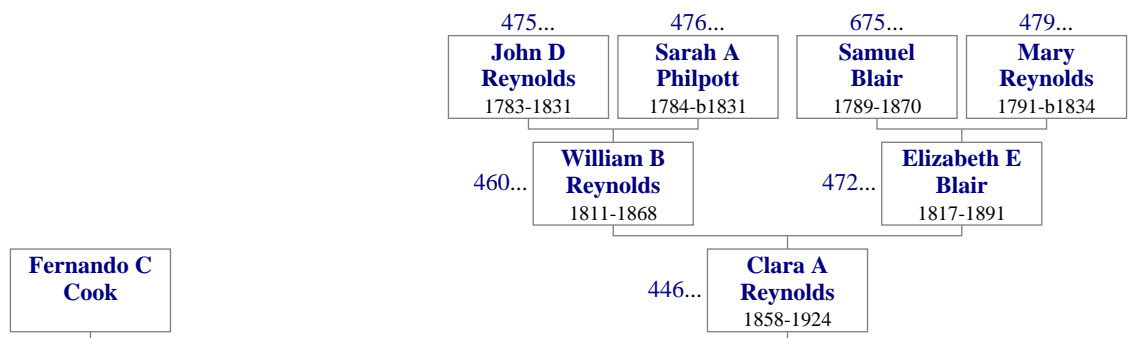 475... 476... 675... 479...
John D
Reynolds
1783-1831
Sarah A
Philpott
1784-b1831
Samuel
Blair
1789-1870
Mary
Reynolds
1791-b1834
460...
William B
Reynolds
1811-1868
472...
Elizabeth E
Blair
1817-1891
Fernando C
Cook
446...
Clara A
Reynolds
1858-1924